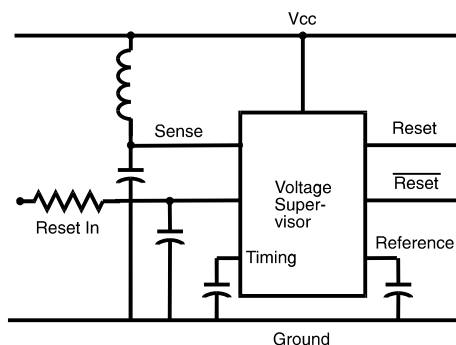 Vcc
Sense
Reset
Voltage
Super-
visor
Reset
Reset In
Timing
Reference
Ground